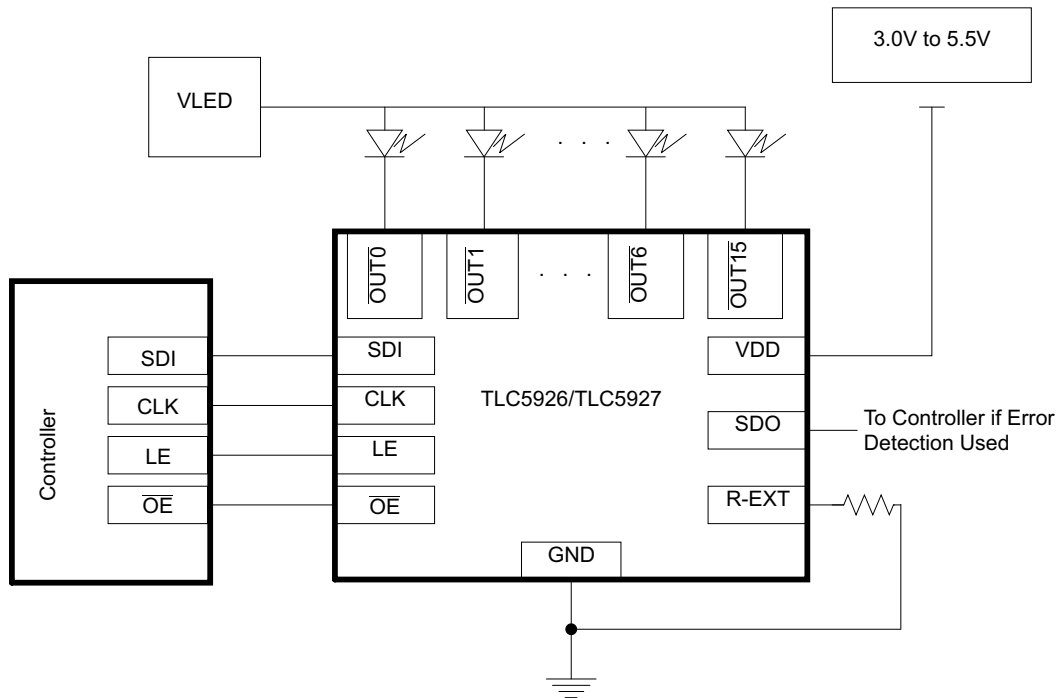 3.0V to 5.5V
VLED
· · ·
OUT0
OUT1
· · ·
OUT6
OUT15
Controller
SDI
CLK
LE
OE
SDI
CLK
LE
OE
TLC5926/TLC5927
VDD
SDO
R-EXT
GND
To Controller if Error
Detection Used